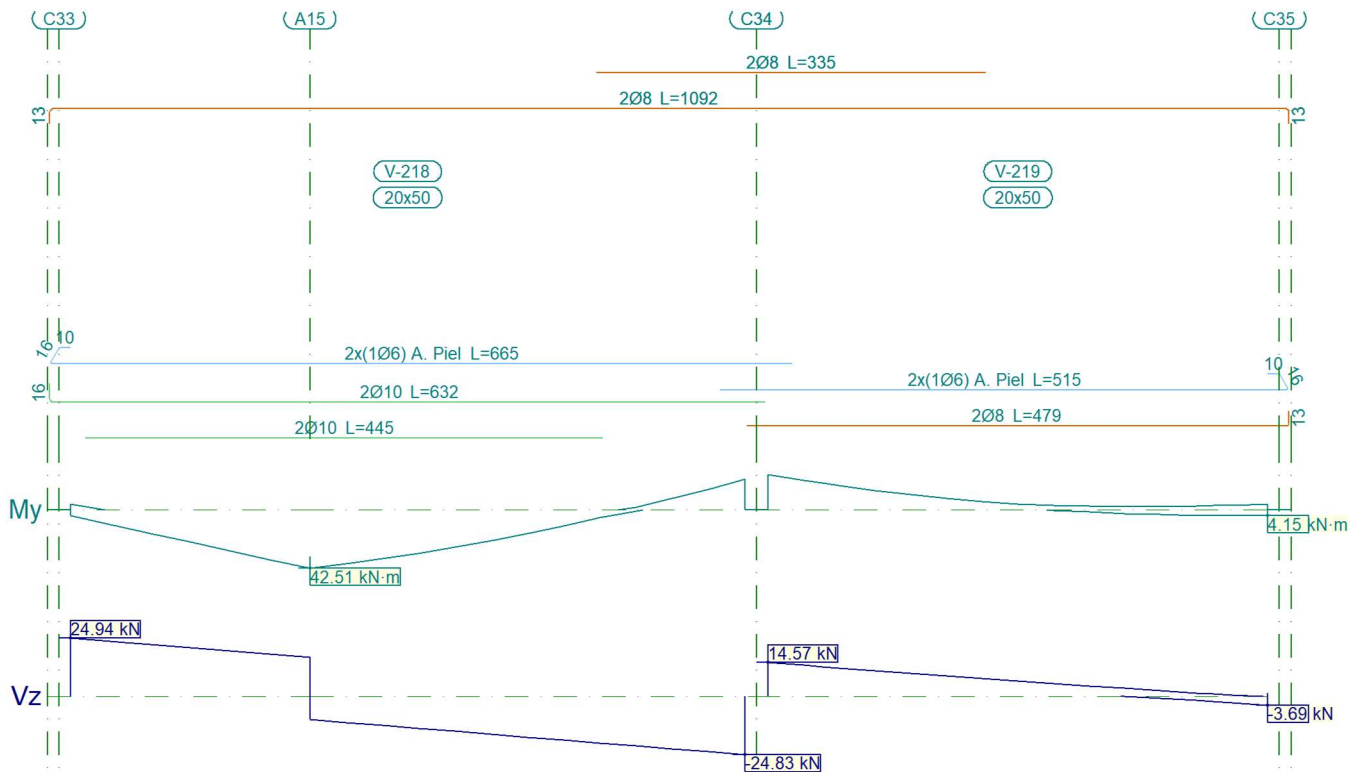 C33
A15
C34
C35
2Ø8 L=335
2Ø8 L=1092
13
13
V-218
20x50
V-219
20x50
16
10
2x(1Ø6) A. Piel L=665
10
16
2x(1Ø6) A. Piel L=515
16
2Ø10 L=632
2Ø10 L=445
2Ø8 L=479
13
My
42.51 kN·m
4.15 kN·m
24.94 kN
14.57 kN
Vz
-24.83 kN
-3.69 kN